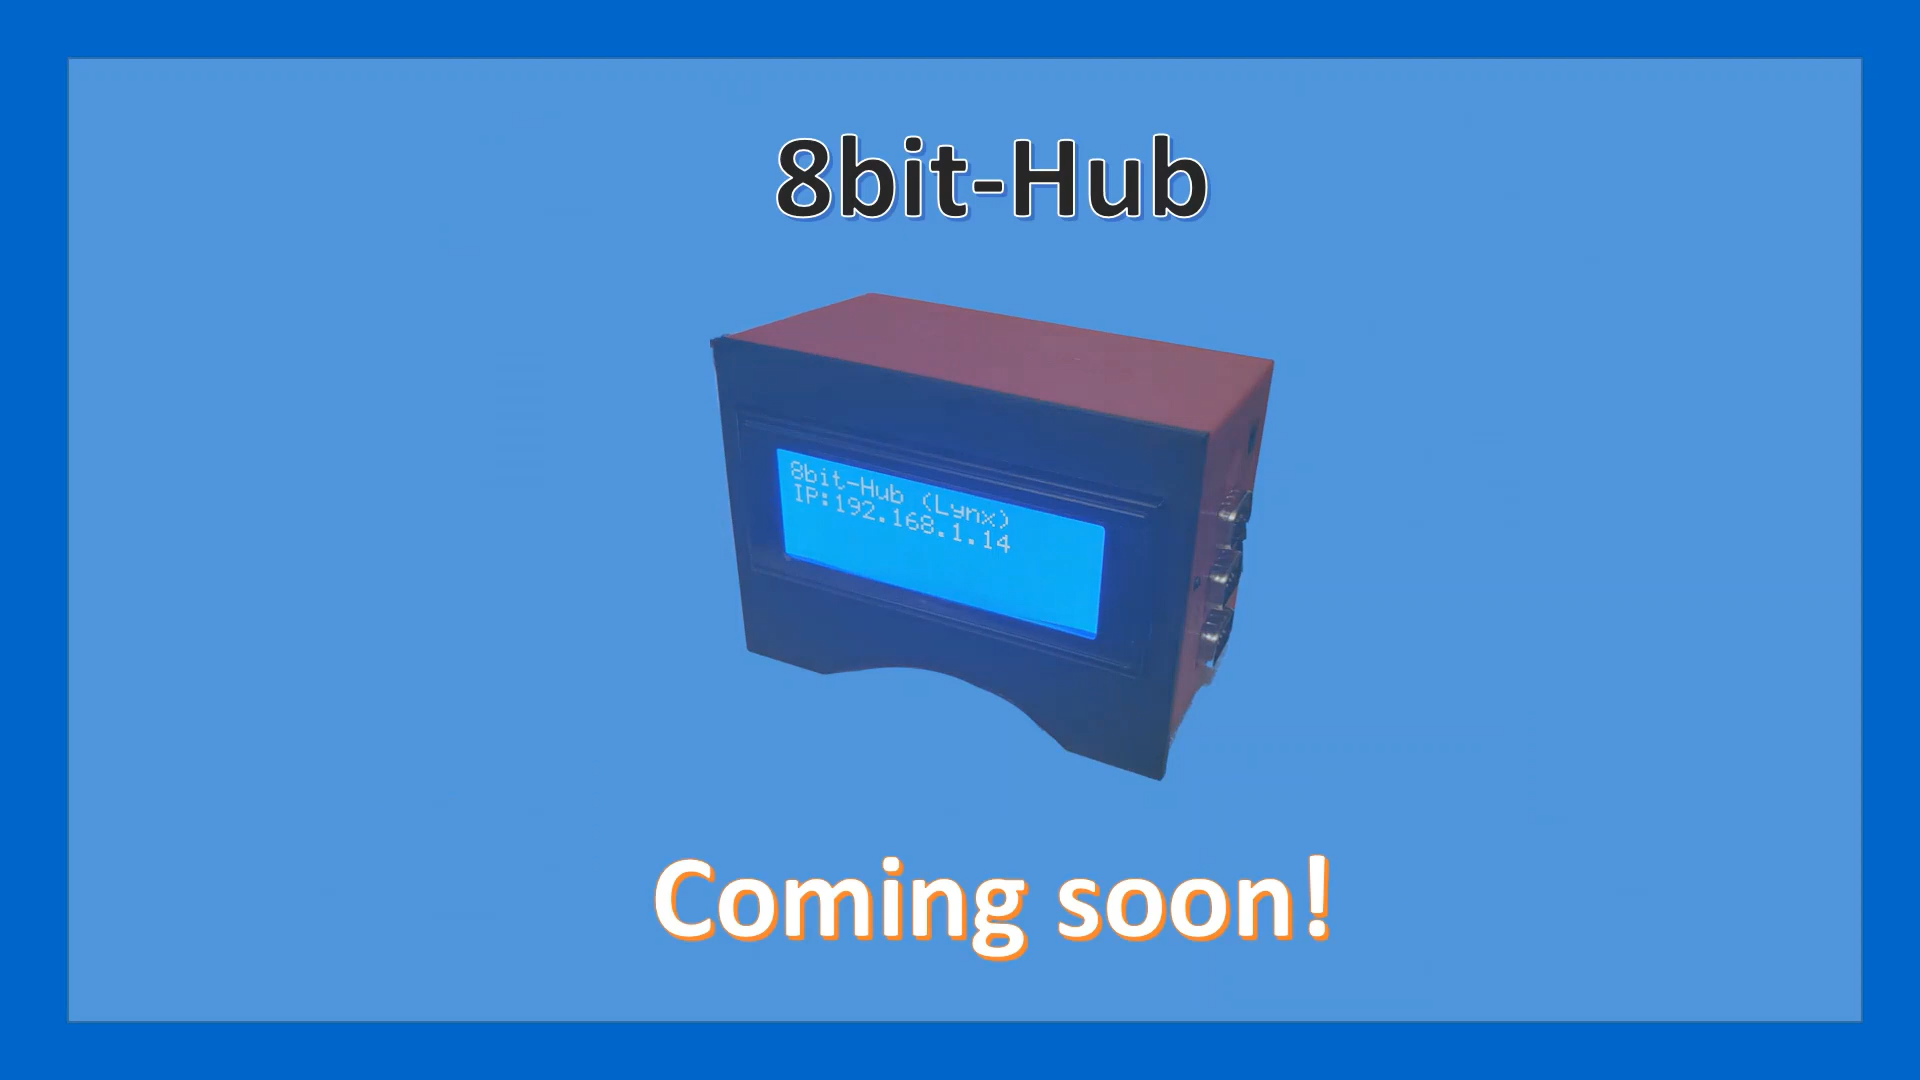 8bit-Hub
8bit-Hub (Lynx)
IP:192.168.1.14
Coming soon!